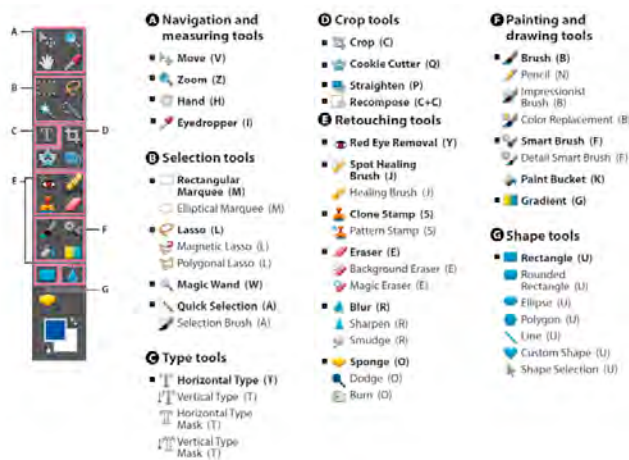 A
B
C
D
E
F
G
A Navigation and
measuring tools
Move (V)
Zoom (Z)
Hand (H)
Eyedropper (I)
B Selection tools
Rectangular
Marquee (M)
Elliptical Marquee (M)
Lasso (L)
Magnetic Lasso (L)
Polygonal Lasso (L)
Magic Wand (W)
Quick Selection (A)
Selection Brush (A)
C Type tools
Horizontal Type (T)
Vertical Type (T)
Horizontal Type
Mask (T)
Vertical Type
Mask (T)
D Crop tools
Crop (C)
Cookie Cutter (Q)
Straighten (P)
Recompose (C+C)
E Retouching tools
Red Eye Removal (Y)
Spot Healing
Brush (J)
Healing Brush (J)
Clone Stamp (S)
Pattern Stamp (S)
Eraser (E)
Background Eraser (E)
Magic Eraser (E)
Blur (R)
Sharpen (R)
Smudge (R)
Sponge (O)
Dodge (O)
Burn (O)
F Painting and
drawing tools
Brush (B)
Pencil (N)
Impressionist
Brush (B)
Color Replacement (B)
Smart Brush (F)
Detail Smart Brush (F)
Paint Bucket (K)
Gradient (G)
G Shape tools
Rectangle (U)
Rounded
Rectangle (U)
Ellipse (U)
Polygon (U)
Line (U)
Custom Shape (U)
Shape Selection (U)